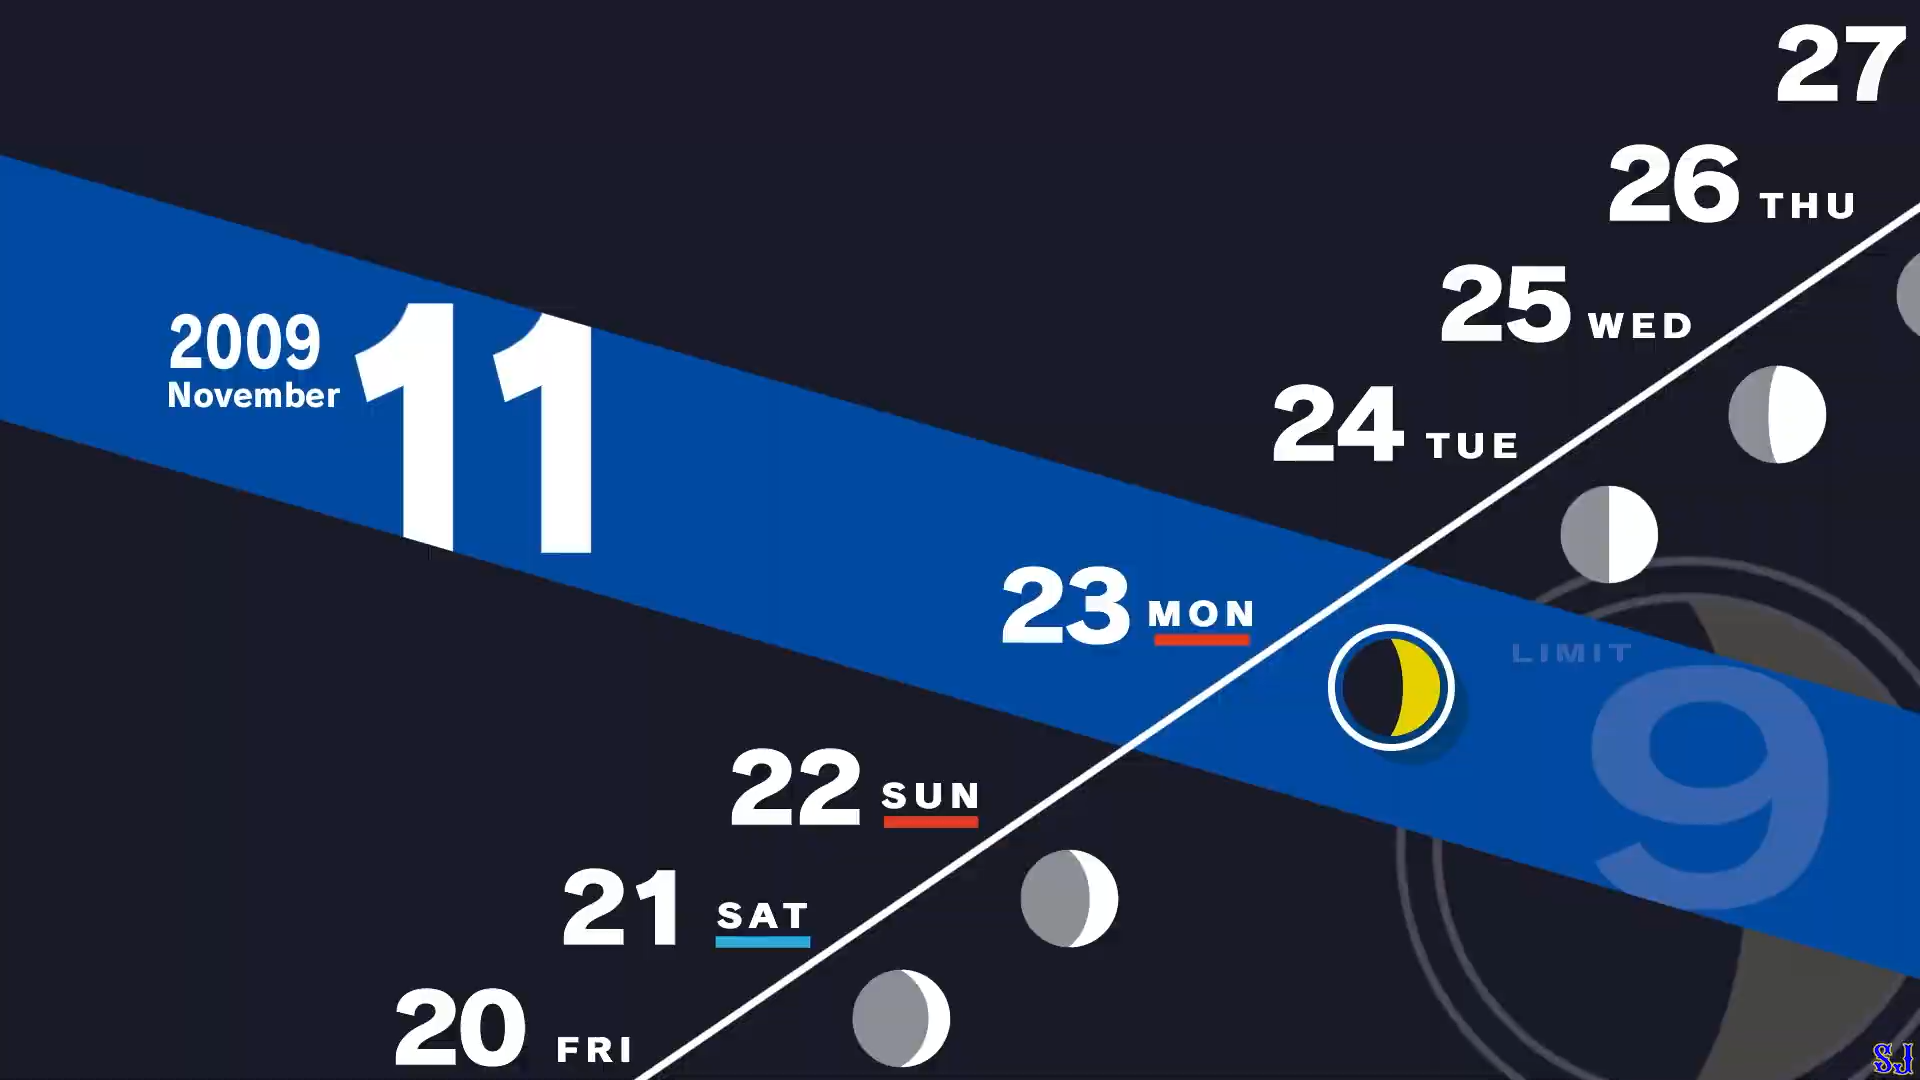 27
26 THU
25 WED
2009
November
11
24 TUE
23 MON
LIMIT
9
22 SUN
21 SAT
20 FRI
SJ